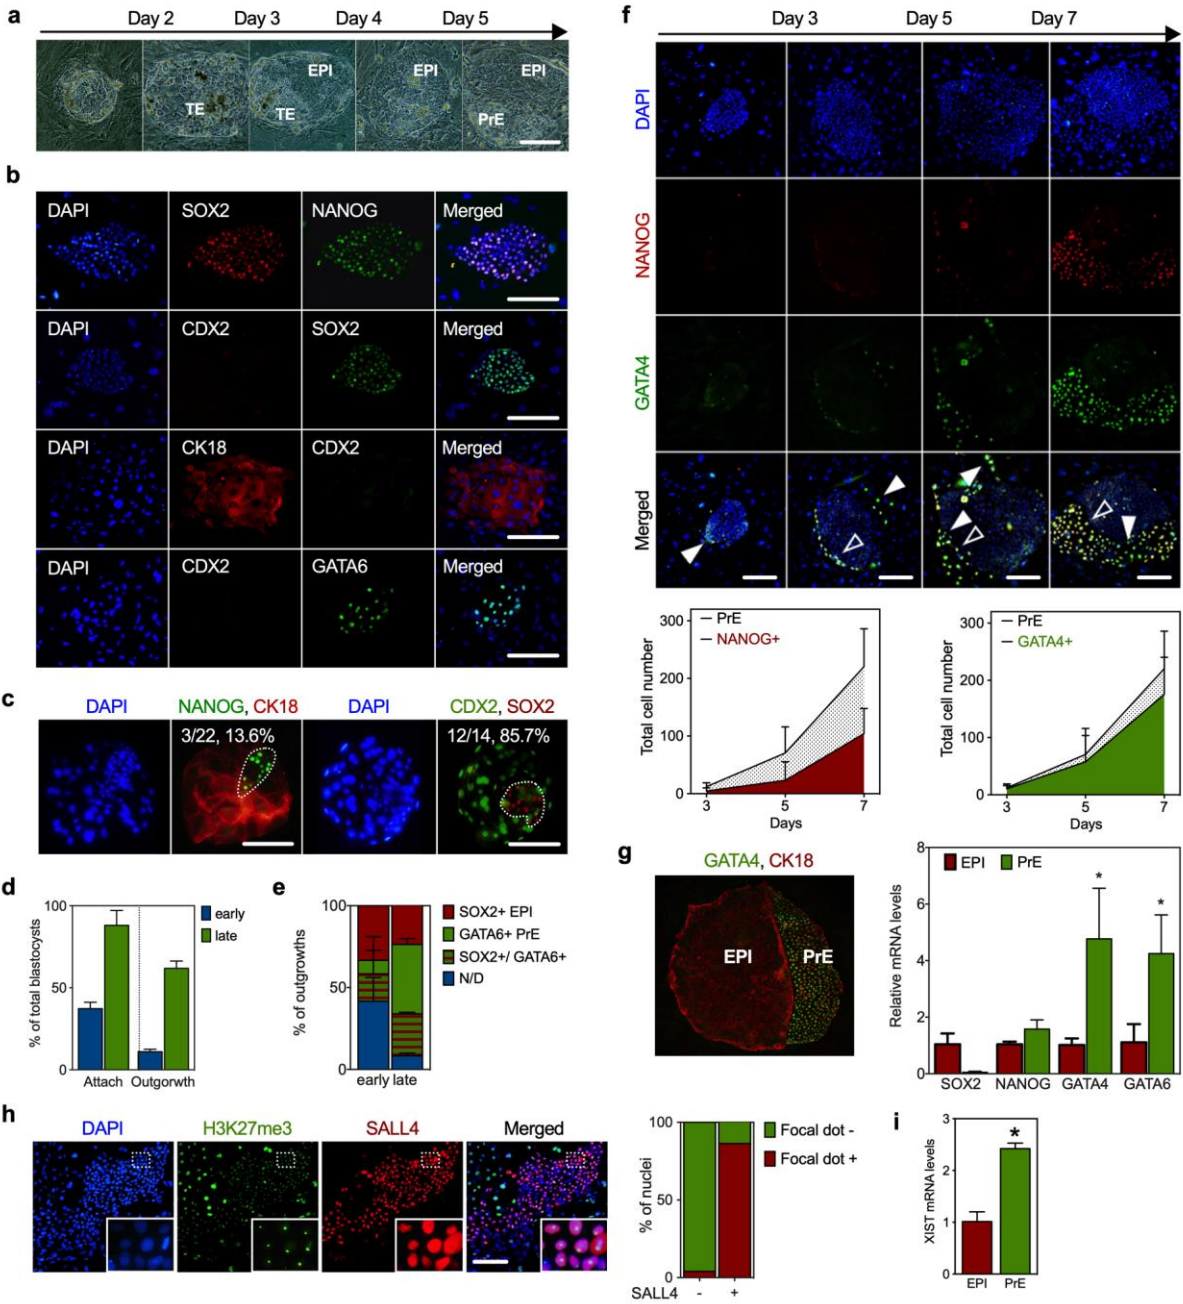 a
Day 2 Day 3 Day 4 Day 5
TE
EPI
TE
EPI
EPI
PrE
b
DAPI SOX2 NANOG Merged
DAPI CDX2 SOX2 Merged
DAPI CK18 CDX2 Merged
DAPI CDX2 GATA6 Merged
c
DAPI NANOG, CK18 DAPI CDX2, SOX2
3/22, 13.6% 12/14, 85.7%
d
% of total blastocysts
100
50
0
Attach Outgorwth
early
late
e
% of outgrowths
100
50
0
early late
SOX2+ EPI
GATA6+ PrE
SOX2+/ GATA6+
N/D
f
Day 3 Day 5 Day 7
DAPI
NANOG
GATA4
Merged
Total cell number
300
200
100
0
PrE
NANOG+
3 5 7
Days
Total cell number
300
200
100
0
PrE
GATA4+
3 5 7
Days
g
GATA4, CK18
EPI PrE
Relative mRNA levels
8
6
4
2
0
EPI PrE
* *
SOX2 NANOG GATA4 GATA6
h
DAPI H3K27me3 SALL4 Merged
% of nuclei
100
50
0
SALL4 - +
Focal dot -
Focal dot +
i
XIST mRNA levels
3
2
1
0
*
EPI PrE